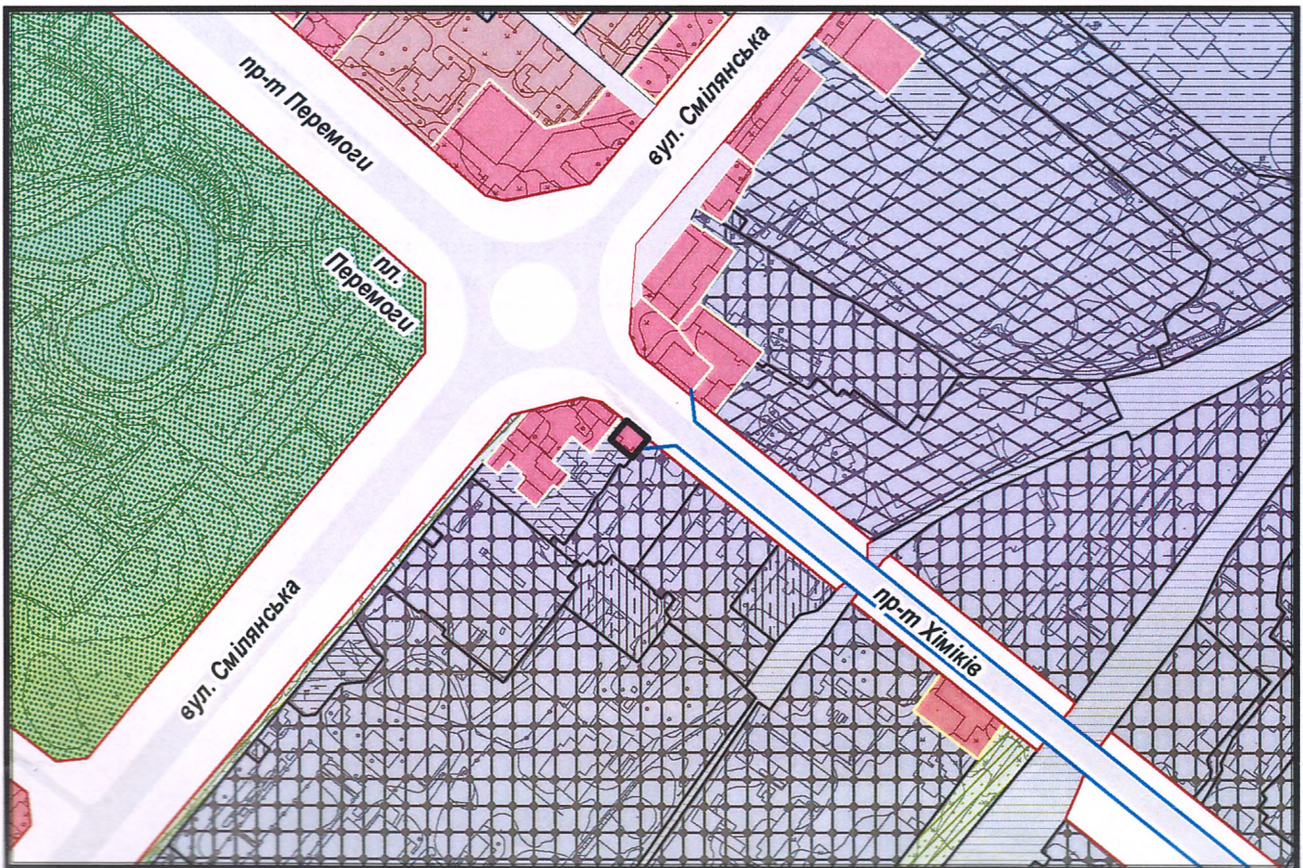 пр-т Перемоги
вул. Смілянська
пл.
Перемоги
вул. Смілянська
пр-т Хіміків